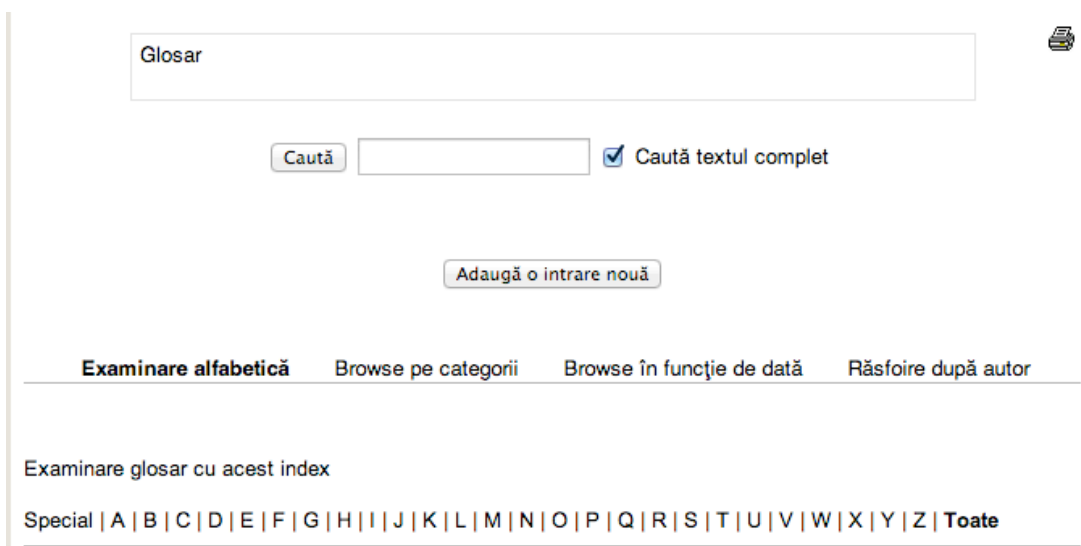 Glosar
Caută Caută textul complet
Adaugă o intrare nouă
Examinare alfabetică Browse pe categorii Browse în funcţie de dată Răsfoire după autor
Examinare glosar cu acest index
Special | A | B | C | D | E | F | G | H | I | J | K | L | M | N | O | P | Q | R | S | T | U | V | W | X | Y | Z | Toate